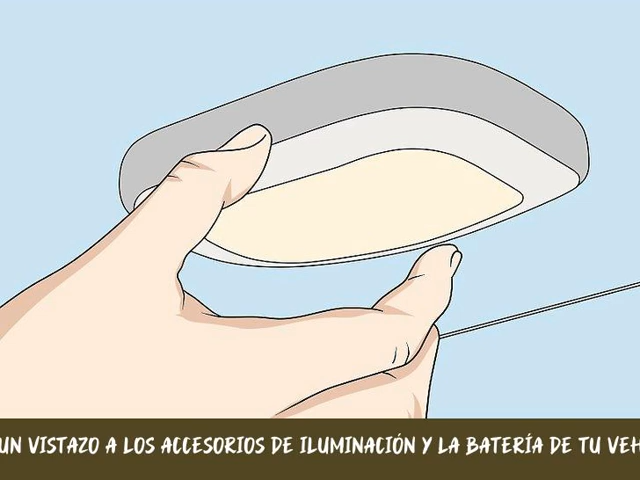 UN VISTAZO A LOS ACCESORIOS DE ILUMINACIÓN Y LA BATERÍA DE TU VEH